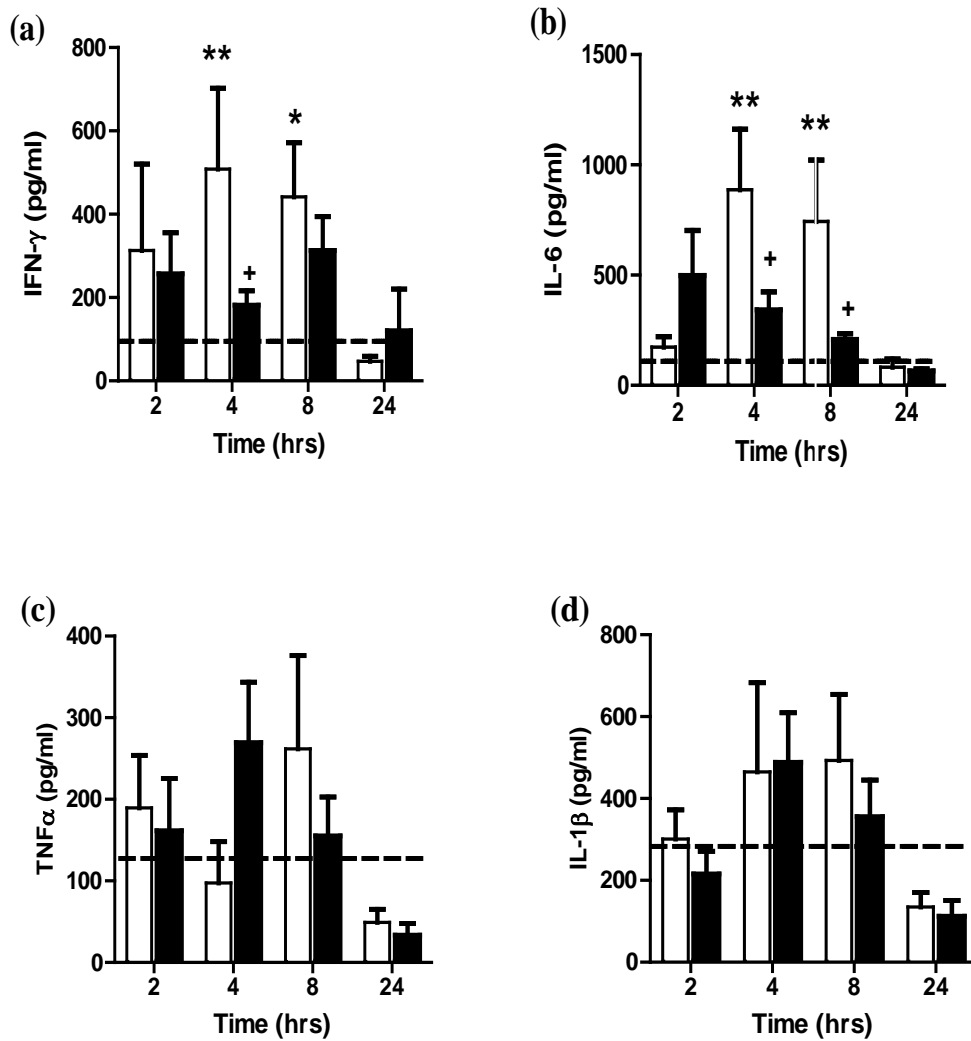 (a)
IFN-γ (pg/ml)
800
600
400
200
0
**
*
+
2 4 8 24
Time (hrs)
(b)
IL-6 (pg/ml)
1500
1000
500
0
**
**
+
+
2 4 8 24
Time (hrs)
(c)
TNFα (pg/ml)
400
300
200
100
0
2 4 8 24
Time (hrs)
(d)
IL-1β (pg/ml)
800
600
400
200
0
2 4 8 24
Time (hrs)